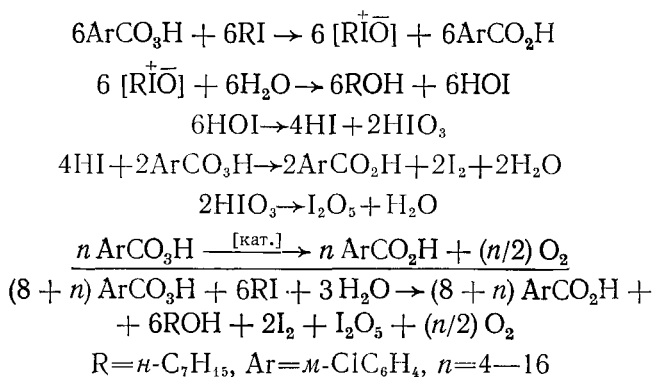 6ArCO₃H + 6RI → 6 [RI⁺O⁻] + 6ArCO₂H
6 [RI⁺O⁻] + 6H₂O → 6ROH + 6HOI
6HOI→4HI+2HIO₃
4HI+2ArCO₃H→2ArCO₂H+2I₂+2H₂O
2HIO₃→I₂O₅+H₂O
n ArCO₃H —[кат.]→ n ArCO₂H + (n/2) O₂
(8+n) ArCO₃H + 6RI + 3H₂O → (8+n) ArCO₂H +
+ 6ROH + 2I₂ + I₂O₅ + (n/2) O₂
R=н-C₇H₁₅, Ar=м-ClC₆H₄, n=4—16